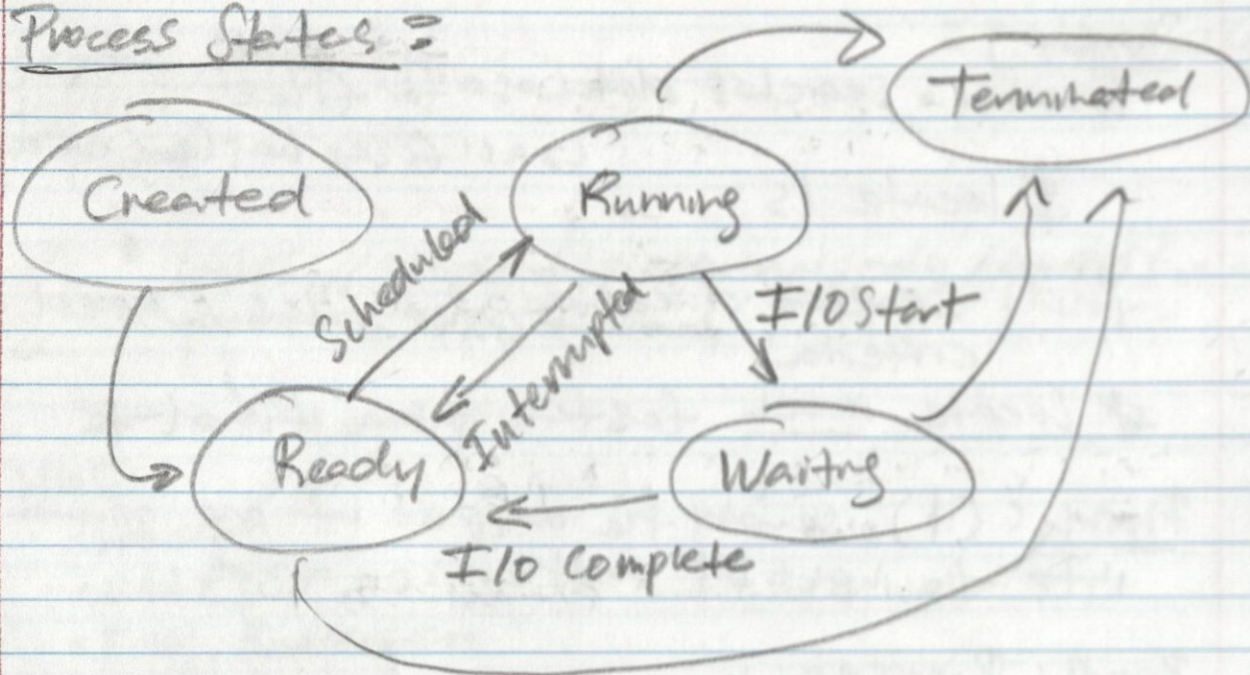 Process States :
Terminated
Created
Running
Scheduled
Interrupted
I/O Start
Ready
Waiting
I/O Complete